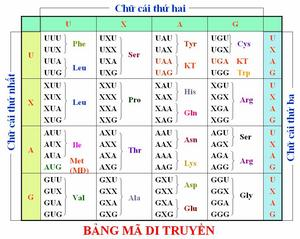 Chữ cái thứ hai
U X A G
Chữ cái thứ nhất
Chữ cái thứ ba
U
UUU
UUX
UUA
UUG
Phe
Leu
UXU
UXX
UXA
UXG
Ser
UAU
UAX
UAA
UAG
Tyr
KT
UGU
UGX
UGA
UGG
Cys
KT
Trp
U
X
A
G
X
XUU
XUX
XUA
XUG
Leu
XXU
XXX
XXA
XXG
Pro
XAU
XAX
XAA
XAG
His
Gln
XGU
XGX
XGA
XGG
Arg
U
X
A
G
A
AUU
AUX
AUA
AUG
Ile
Met
(MĐ)
AXU
AXX
AXA
AXG
Thr
AAU
AAX
AAA
AAG
Asn
Lys
AGU
AGX
AGA
AGG
Ser
Arg
U
X
A
G
G
GUU
GUX
GUA
GUG
Val
GXU
GXX
GXA
GXG
Ala
GAU
GAX
GAA
GAG
Asp
Glu
GGU
GGX
GGA
GGG
Gly
U
X
A
G
BẢNG MÃ DI TRUYỀN